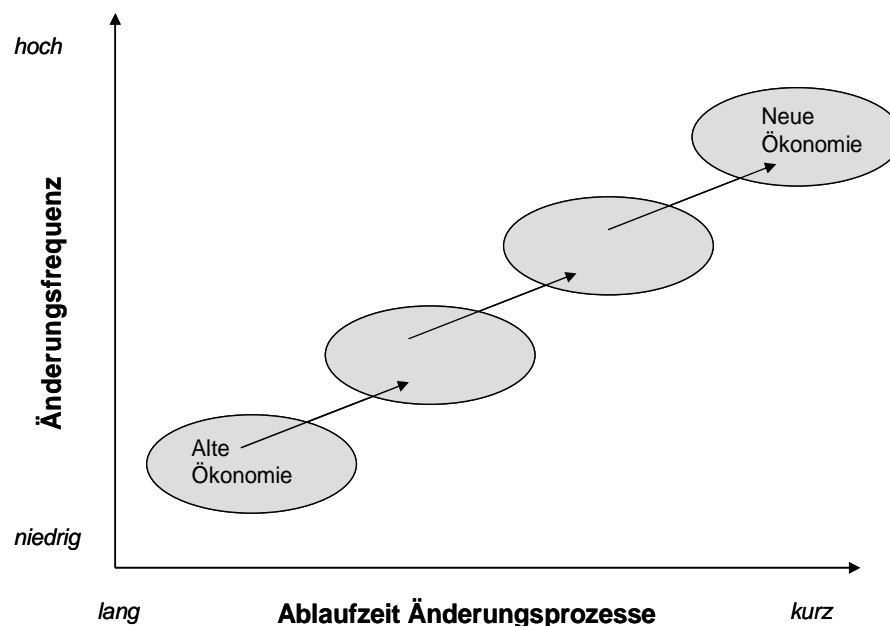 hoch
Neue
Ökonomie
Änderungsfrequenz
Alte
Ökonomie
niedrig
lang
Ablaufzeit Änderungsprozesse
kurz